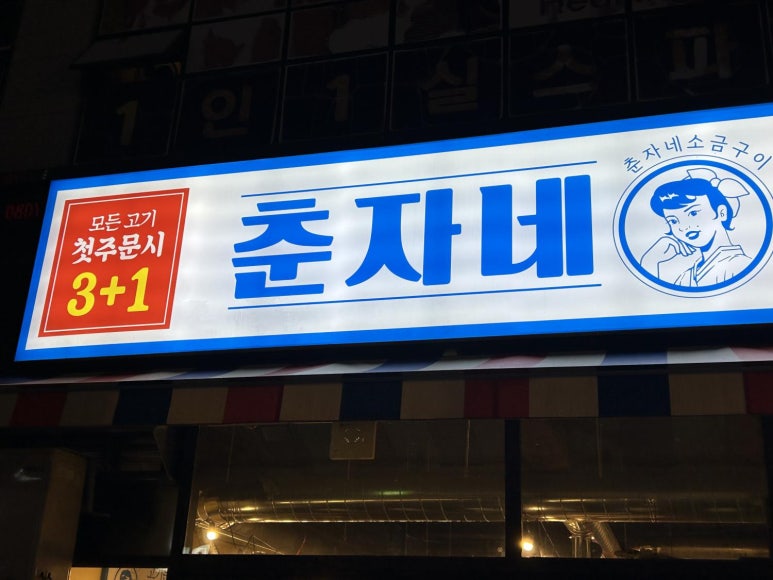 1인1실스파
모든 고기
첫주문시
3+1
춘자네
춘자네소금구이